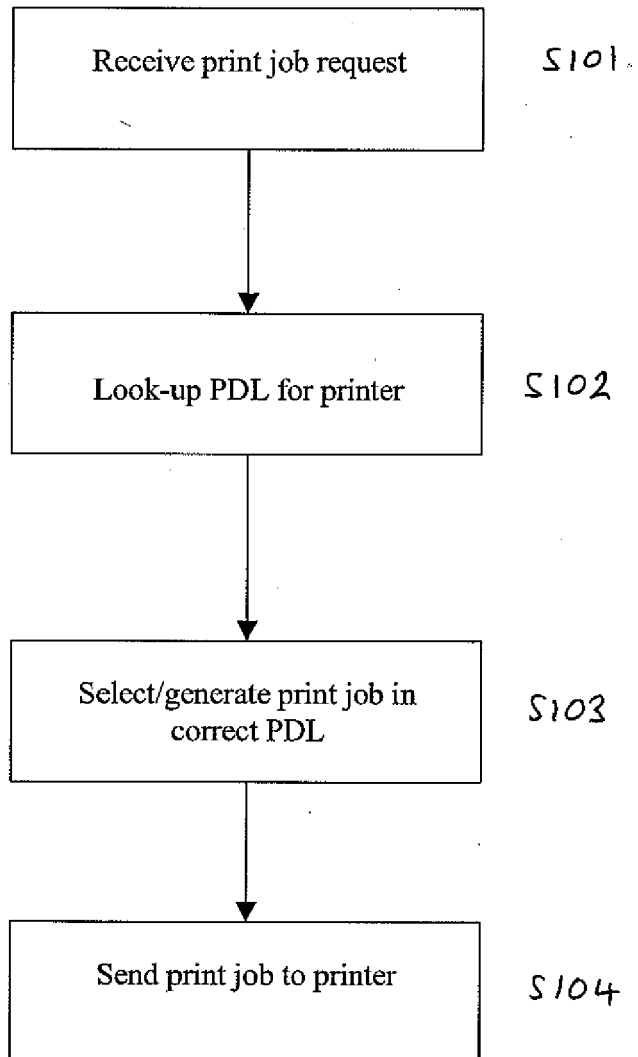 Receive print job request
S101
Look-up PDL for printer
S102
Select/generate print job in
correct PDL
S103
Send print job to printer
S104